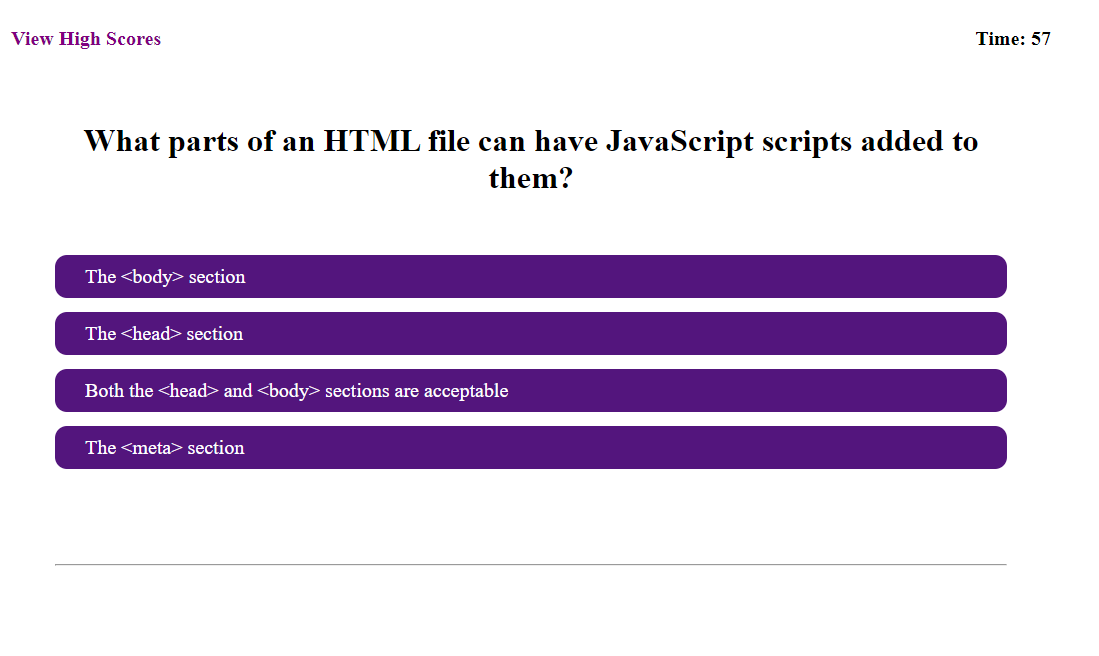 View High Scores
Time: 57
What parts of an HTML file can have JavaScript scripts added to
them?
The <body> section
The <head> section
Both the <head> and <body> sections are acceptable
The <meta> section